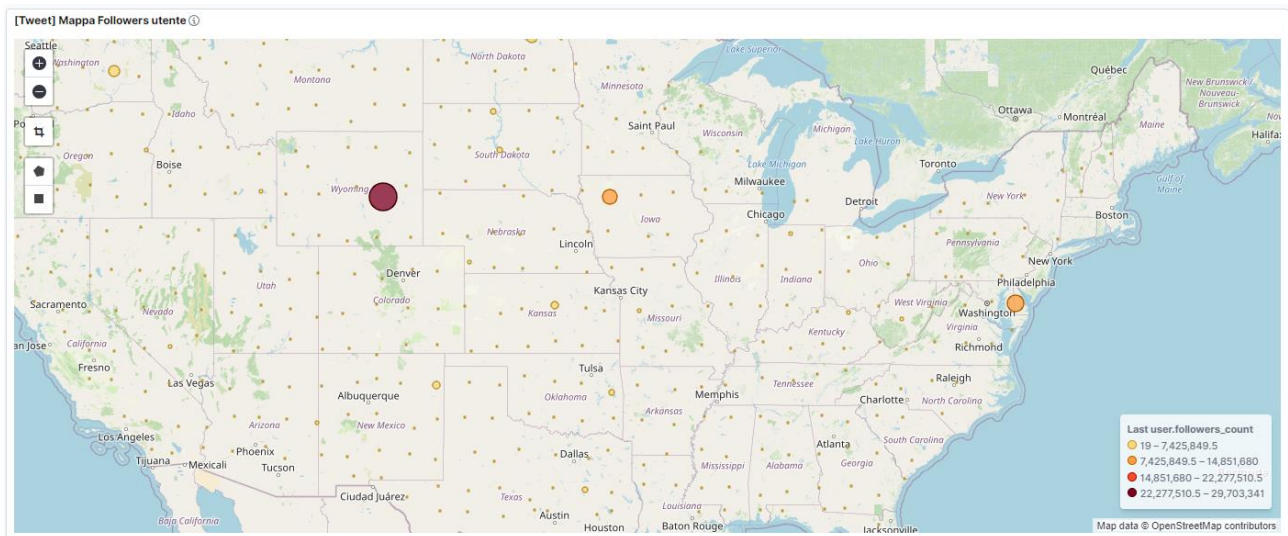 [Tweet] Mappa Followers utente
Seattle
Washington
Montana
North Dakota
Minnesota
Lake Superior
Québec
New Brunswick /
Nouveau-
Brunswick
Ottawa
Montréal
Maine
Halifax
Idaho
Saint Paul
Wisconsin
Michigan
Lake Huron
Oregon
Boise
South Dakota
Lake Michigan
Toronto
Gulf of
Maine
Wyoming
Milwaukee
Detroit
New York
Boston
Iowa
Chicago
Nebraska
Lincoln
Pennsylvania
New York
Ohio
Denver
Utah
Illinois
Indiana
Philadelphia
Kansas City
Colorado
Sacramento
Nevada
Kansas
Missouri
West Virginia
Washington
Virginia
Kentucky
Richmond
an Jose
California
Fresno
Las Vegas
Tulsa
Tennessee
Raleigh
Albuquerque
Oklahoma
Memphis
Charlotte
North Carolina
Arkansas
Arizona
New Mexico
Los Angeles
South Carolina
Phoenix
Dallas
Atlanta
Tijuana
Mexicali
Tucson
Mississippi
Alabama
Georgia
Ciudad Juárez
Texas
Louisiana
Baja California
Austin
Houston
Baton Rouge
Jacksonville
Last user.followers_count
19 – 7,425,849.5
7,425,849.5 – 14,851,680
14,851,680 – 22,277,510.5
22,277,510.5 – 29,703,341
Map data © OpenStreetMap contributors